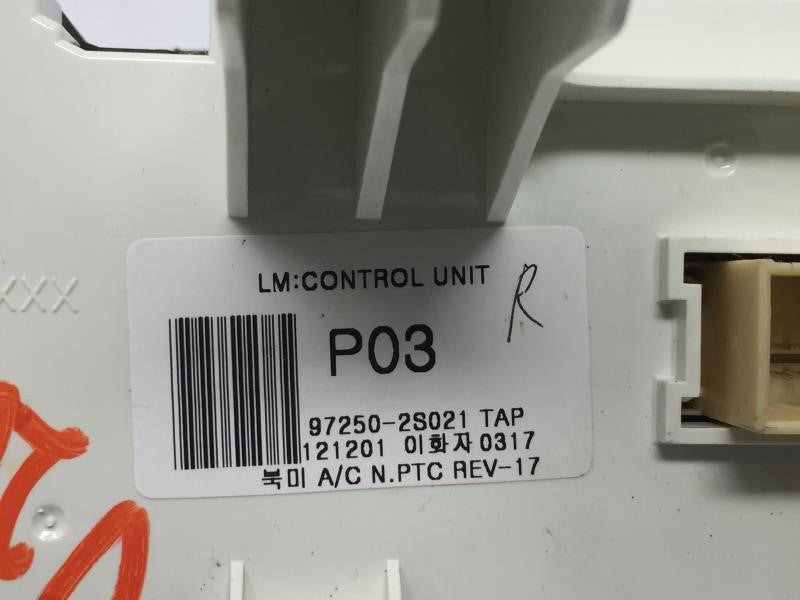 LM:CONTROL UNIT
R
P03
97250-2S021 TAP
121201 이화자 0317
북미 A/C N.PTC REV-17
XXX